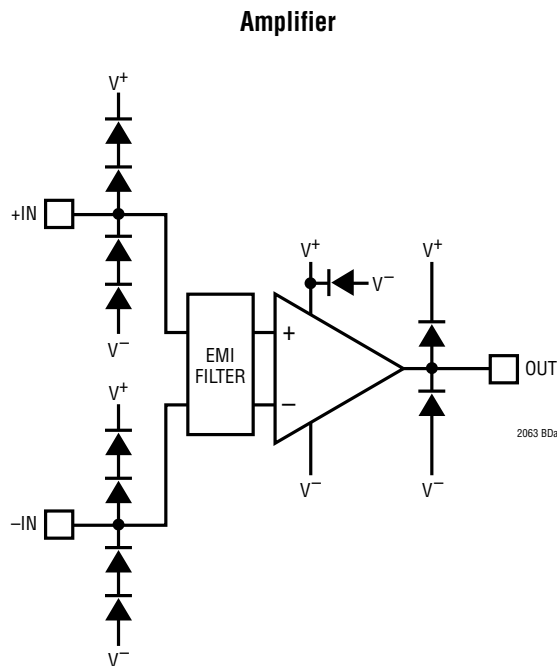 Amplifier
V+
+IN
V−
V+
V−
V+
EMI
FILTER
+
−
OUT
V+
2063 BDa
V−
V−
−IN
V−